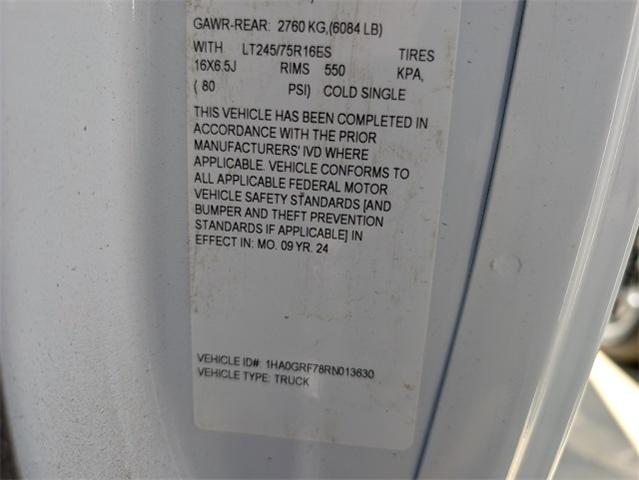 GAWR-REAR: 2760 KG,(6084 LB)
WITH LT245/75R16ES TIRES
16X6.5J RIMS 550 KPA,
( 80 PSI) COLD SINGLE
THIS VEHICLE HAS BEEN COMPLETED IN
ACCORDANCE WITH THE PRIOR
MANUFACTURERS' IVD WHERE
APPLICABLE. VEHICLE CONFORMS TO
ALL APPLICABLE FEDERAL MOTOR
VEHICLE SAFETY STANDARDS [AND
BUMPER AND THEFT PREVENTION
STANDARDS IF APPLICABLE] IN
EFFECT IN: MO. 09 YR. 24
VEHICLE ID#: 1HA0GRF78RN013630
VEHICLE TYPE: TRUCK